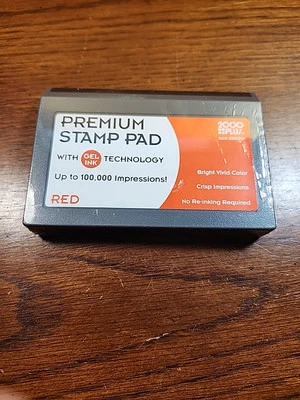 PREMIUM
STAMP PAD
WITH GEL INK TECHNOLOGY
Up to 100,000 Impressions!
RED
2000
PLUS
Bright Vivid Color
Crisp Impressions
No Re-inking Required